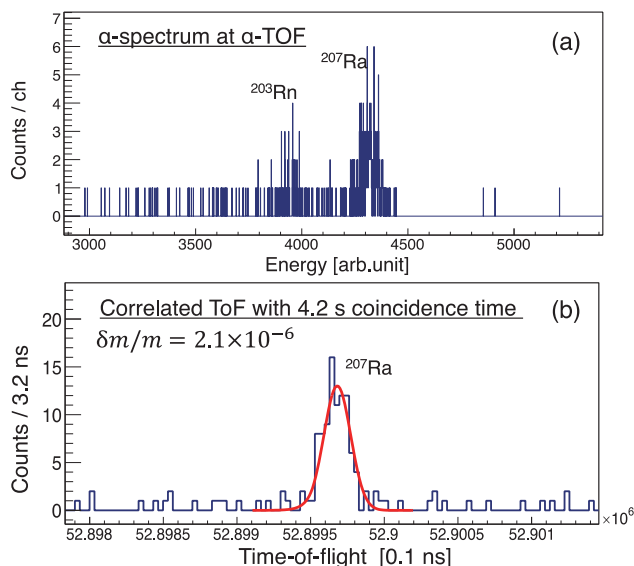 α-spectrum at α-TOF
(a)
²⁰⁷Ra
²⁰³Rn
Counts / ch
7
6
5
4
3
2
1
0
3000 3500 4000 4500 5000
Energy [arb.unit]
Correlated ToF with 4.2 s coincidence time
(b)
δm/m = 2.1×10⁻⁶
²⁰⁷Ra
Counts / 3.2 ns
20
15
10
5
0
52.898 52.8985 52.899 52.8995 52.9 52.9005 52.901
×10⁶
Time-of-flight [0.1 ns]